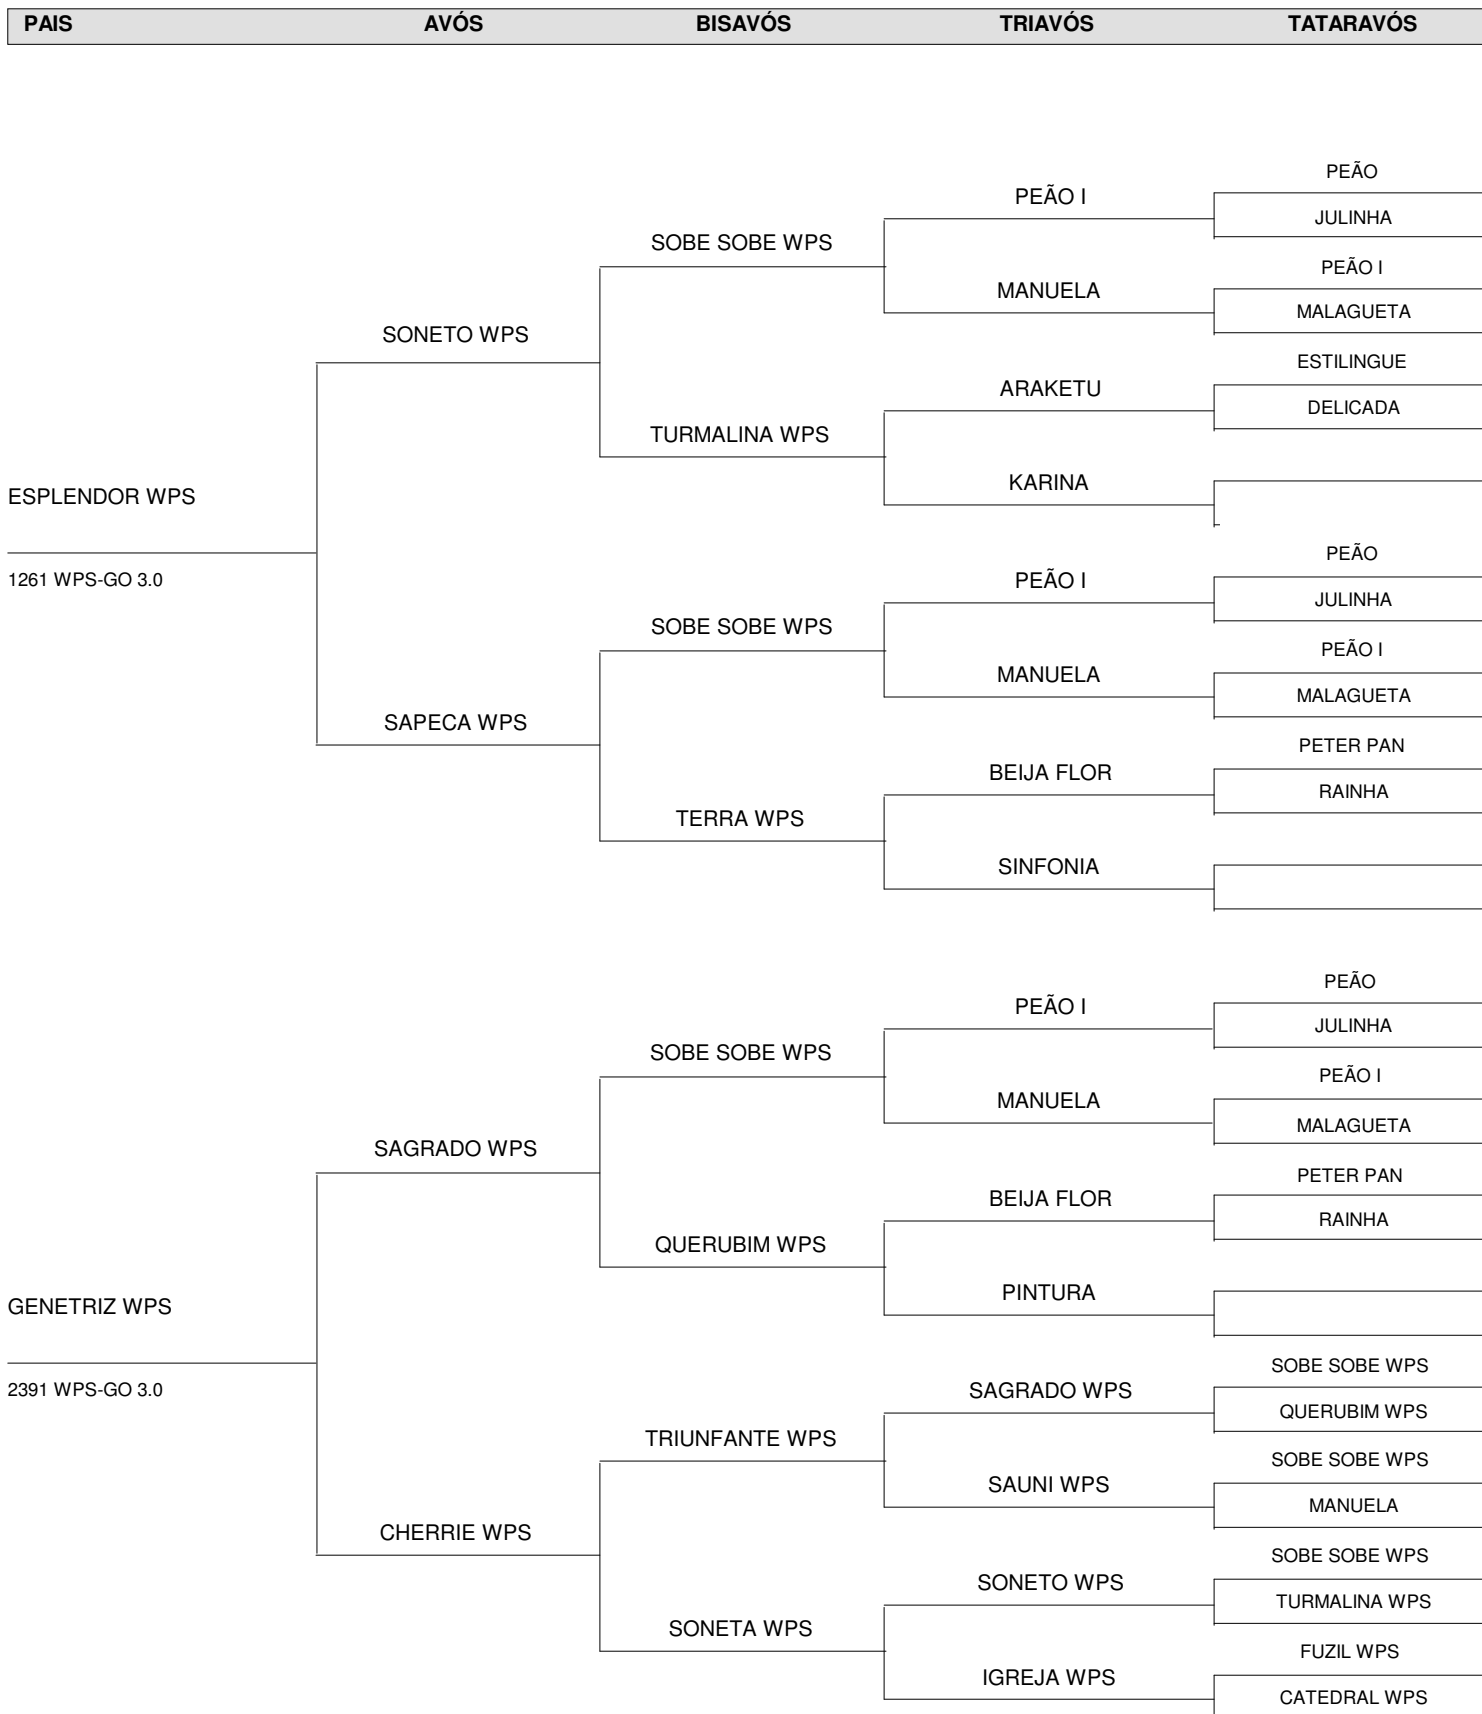 PAIS AVÓS BISAVÓS TRIAVÓS TATARAVÓS
PEÃO
PEÃO I
JULINHA
SOBE SOBE WPS
PEÃO I
MANUELA
MALAGUETA
SONETO WPS
ESTILINGUE
ARAKETU
DELICADA
TURMALINA WPS
KARINA
ESPLENDOR WPS
PEÃO
1261 WPS-GO 3.0
PEÃO I
JULINHA
SOBE SOBE WPS
PEÃO I
MANUELA
MALAGUETA
SAPECA WPS
PETER PAN
BEIJA FLOR
RAINHA
TERRA WPS
SINFONIA
PEÃO
PEÃO I
JULINHA
SOBE SOBE WPS
PEÃO I
MANUELA
MALAGUETA
SAGRADO WPS
PETER PAN
BEIJA FLOR
RAINHA
QUERUBIM WPS
PINTURA
GENETRIZ WPS
SOBE SOBE WPS
2391 WPS-GO 3.0
SAGRADO WPS
QUERUBIM WPS
TRIUNFANTE WPS
SOBE SOBE WPS
SAUNI WPS
MANUELA
CHERRIE WPS
SOBE SOBE WPS
SONETO WPS
TURMALINA WPS
SONETA WPS
FUZIL WPS
IGREJA WPS
CATEDRAL WPS